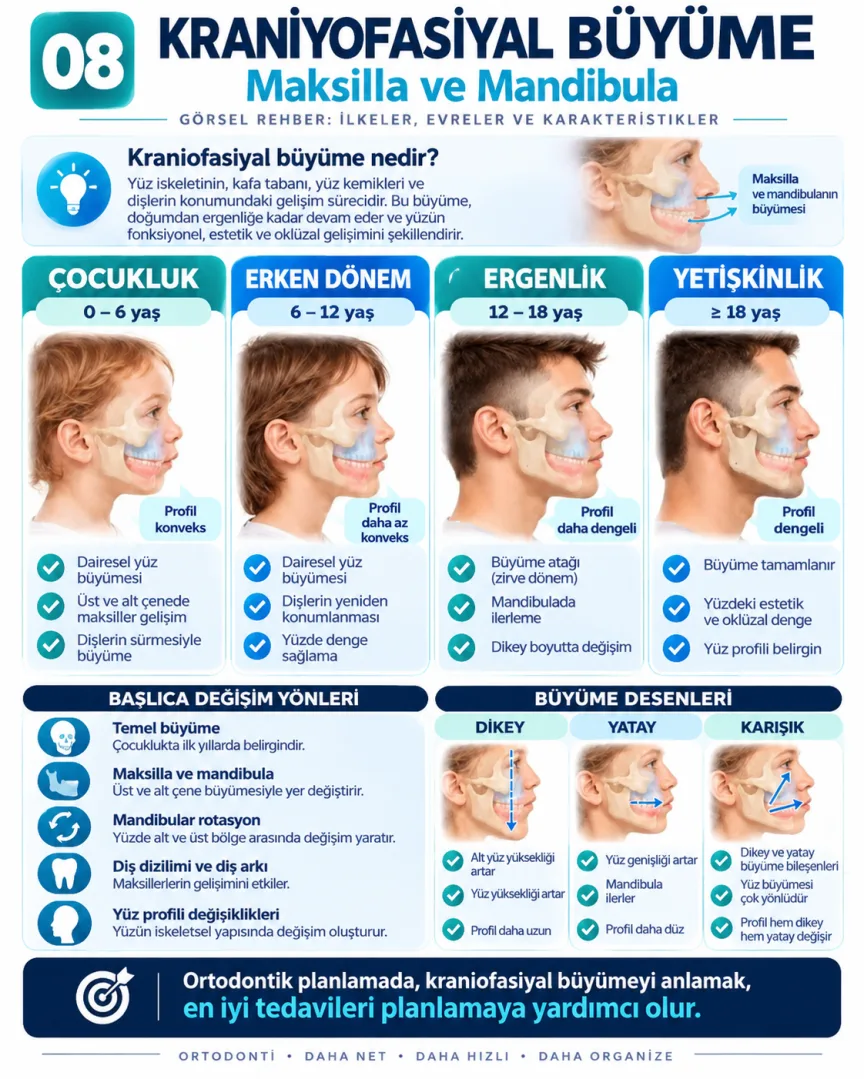 08
KRANİYOFASİYAL BÜYÜME
Maksilla ve Mandibula
GÖRSEL REHBER: İLKELER, EVRELER VE KARAKTERİSTIKLER
Kraniofasiyal büyüme nedir?
Yüz iskeletinin, kafa tabanı, yüz kemikleri ve
dişlerin konumundaki gelişim sürecidir. Bu büyüme,
doğumdan ergenliğe kadar devam eder ve yüzün
fonksiyonel, estetik ve oklüzal gelişimini şekillendirir.
Maksilla
ve mandibulanın
büyümesi
ÇOCUKLUK
0 – 6 yaş
Profil
konveks
Dairesel yüz
büyümesi
Üst ve alt çenede
maksiller gelişim
Dişlerin sürmesiyle
büyüme
ERKEN DÖNEM
6 – 12 yaş
Profil
daha az
konveks
Dairesel yüz
büyümesi
Dişlerin yeniden
konumlanması
Yüzde denge
sağlama
ERGENLİK
12 – 18 yaş
Profil
daha dengeli
Büyüme atağı
(zirve dönem)
Mandibulada
ilerleme
Dikey boyutta değişim
YETİŞKİNLİK
≥ 18 yaş
Profil
dengeli
Büyüme tamamlanır
Yüzdeki estetik
ve oklüzal denge
Yüz profili belirgin
BAŞLICA DEĞİŞİM YÖNLERİ
Temel büyüme
Çocuklukta ilk yıllarda belirgindir.
Maksilla ve mandibula
Üst ve alt çene büyümesiyle yer değiştirir.
Mandibular rotasyon
Yüzde alt ve üst bölge arasında değişim yaratır.
Diş dizilimi ve diş arkı
Maksillerlerin gelişimini etkiler.
Yüz profili değişiklikleri
Yüzün iskeletsel yapısında değişim oluşturur.
BÜYÜME DESENLERİ
DİKEY
Alt yüz yüksekliği
artar
Yüz yüksekliği artar
Profil daha uzun
YATAY
Yüz genişliği artar
Mandibula
ilerler
Profil daha düz
KARIŞIK
Dikey ve yatay
büyüme bileşenleri
Yüz büyümesi
çok yönlüdür
Profil hem dikey
hem yatay değişir
Ortodontik planlamada, kraniofasiyal büyümeyi anlamak,
en iyi tedavileri planlamaya yardımcı olur.
ORTODONTİ • DAHA NET • DAHA HIZLI • DAHA ORGANİZE